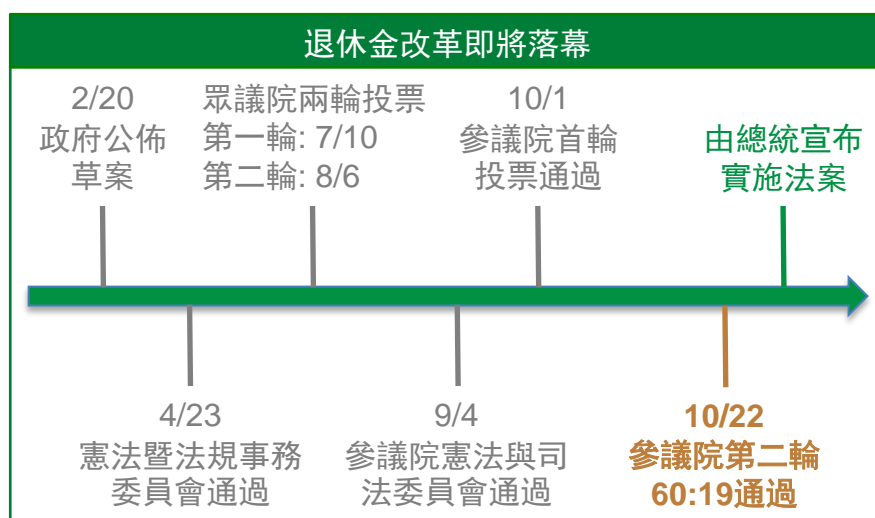 退休金改革即將落幕
2/20
政府公佈
草案
眾議院兩輪投票
第一輪: 7/10
第二輪: 8/6
10/1
參議院首輪
投票通過
由總統宣布
實施法案
4/23
憲法暨法規事務
委員會通過
9/4
參議院憲法與司
法委員會通過
10/22
參議院第二輪
60:19通過